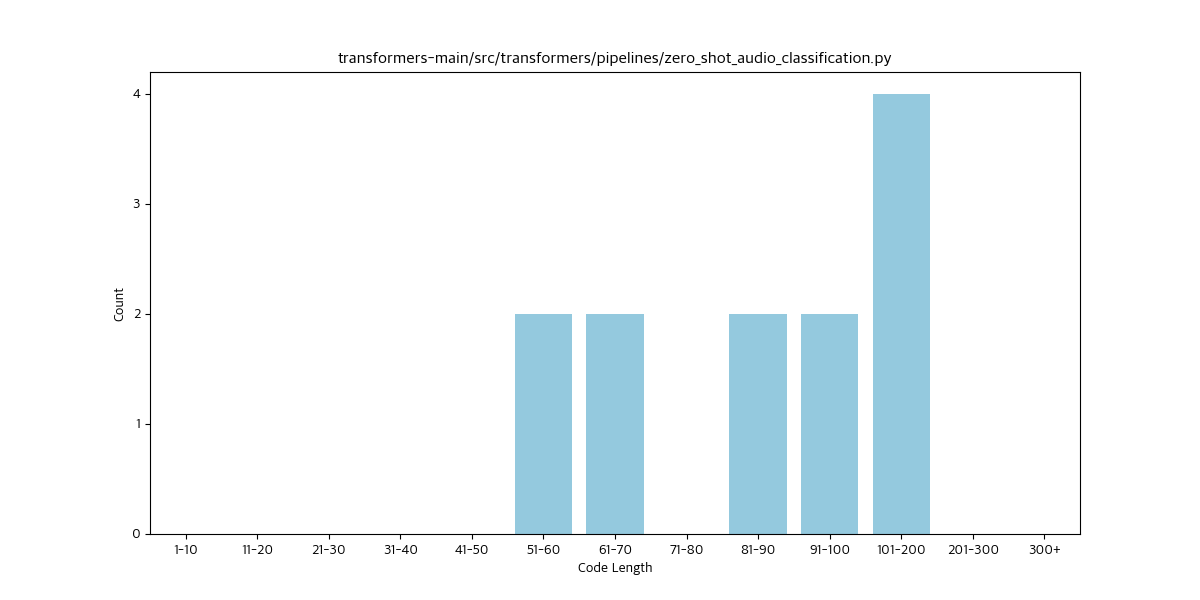 transformers-main/src/transformers/pipelines/zero_shot_audio_classification.py
4
3
2
1
0
Count
1-10 11-20 21-30 31-40 41-50 51-60 61-70 71-80 81-90 91-100 101-200 201-300 300+
Code Length